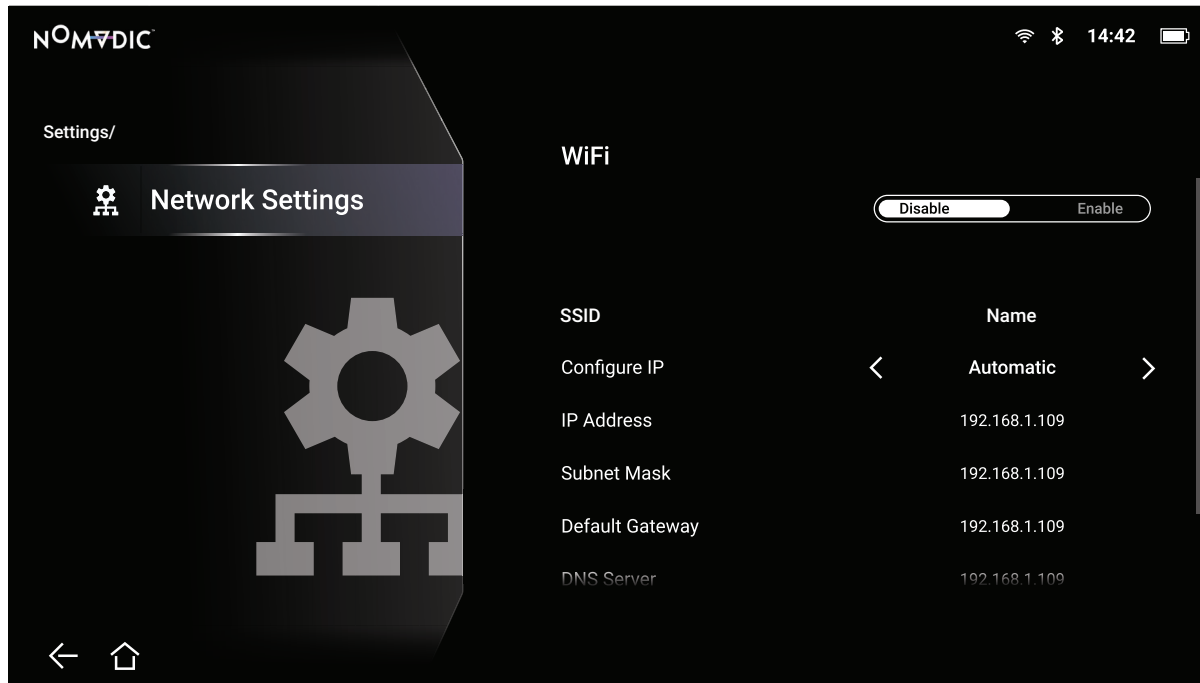 NOMADIC
14:42
Settings/
Network Settings
WiFi
Disable Enable
SSID Name
Configure IP Automatic
IP Address 192.168.1.109
Subnet Mask 192.168.1.109
Default Gateway 192.168.1.109
DNS Server 192.168.1.109